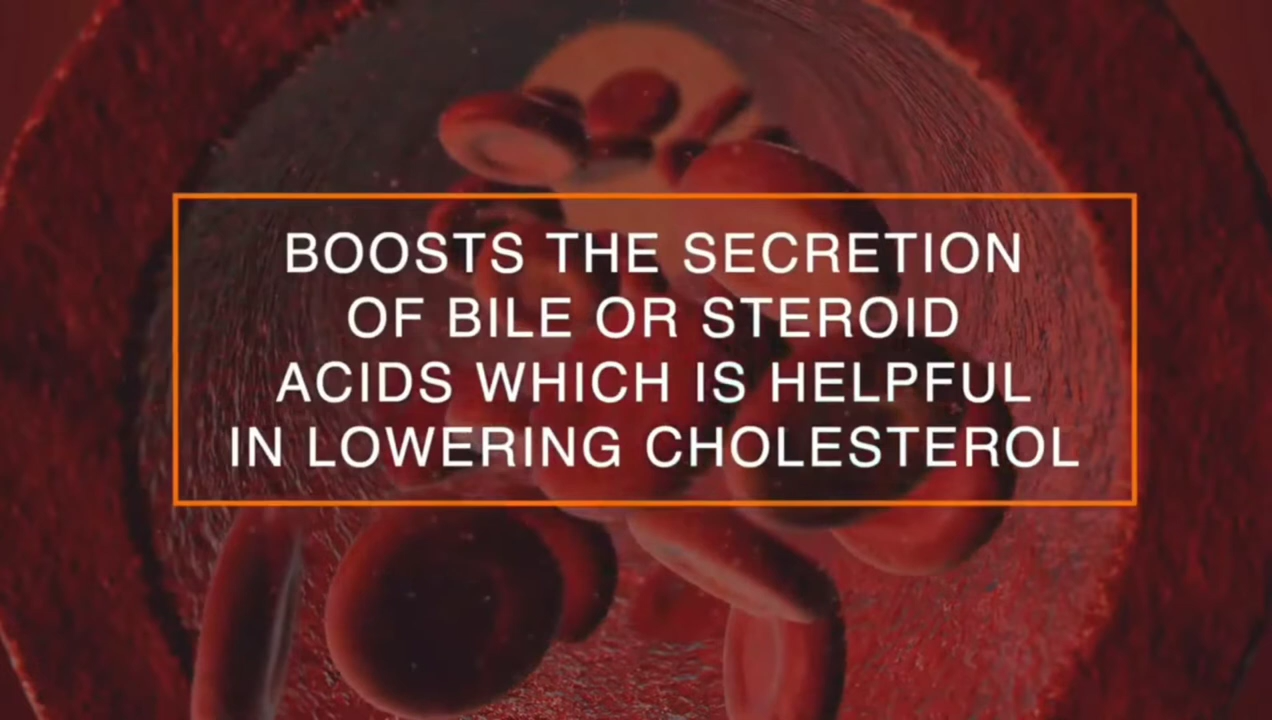 BOOSTS THE SECRETION
OF BILE OR STEROID
ACIDS WHICH IS HELPFUL
IN LOWERING CHOLESTEROL